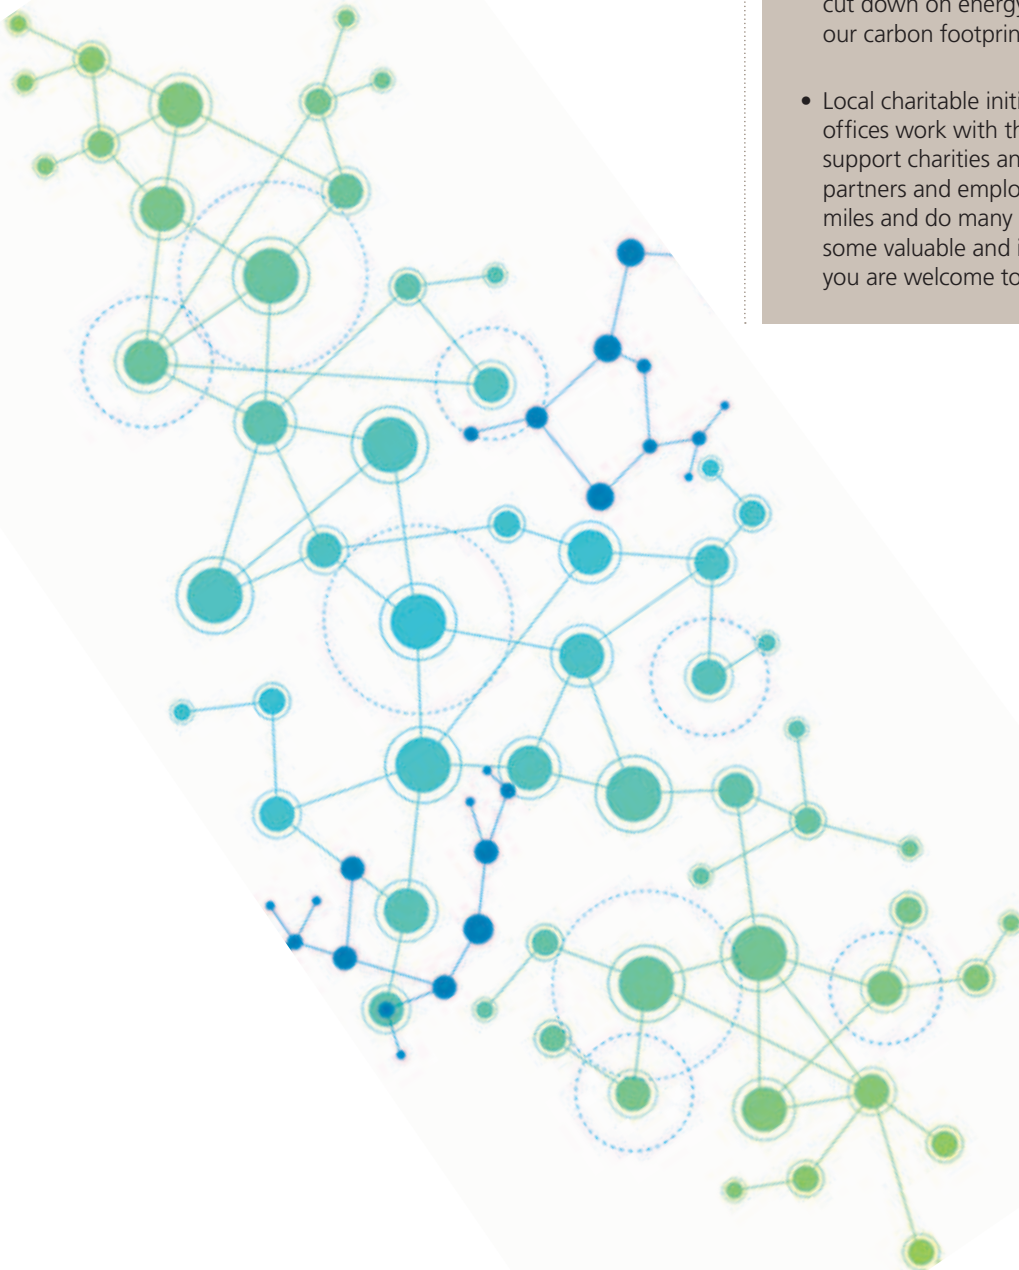 cut down on energy
our carbon footprin
• Local charitable initi
offices work with th
support charities an
partners and emplo
miles and do many
some valuable and i
you are welcome to